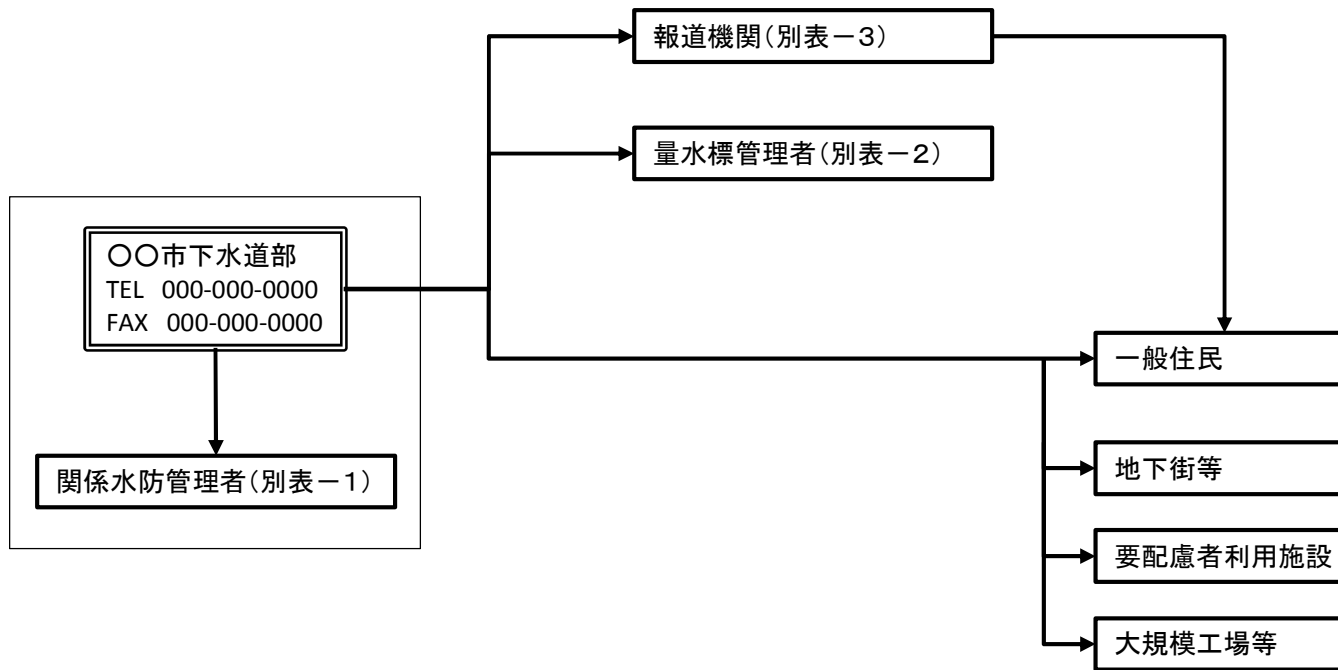 報道機関(別表－3)
量水標管理者(別表－2)
〇〇市下水道部
TEL 000-000-0000
FAX 000-000-0000
関係水防管理者(別表－1)
一般住民
地下街等
要配慮者利用施設
大規模工場等